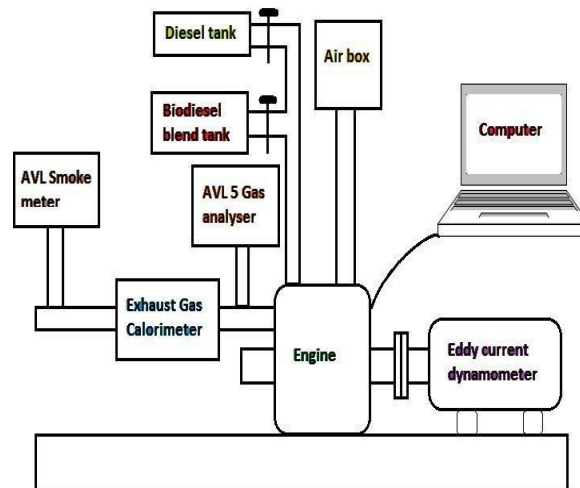 Diesel tank
Air box
Biodiesel
blend tank
Computer
AVL Smoke
meter
AVL 5 Gas
analyser
Exhaust Gas
Calorimeter
Engine
Eddy current
dynamometer